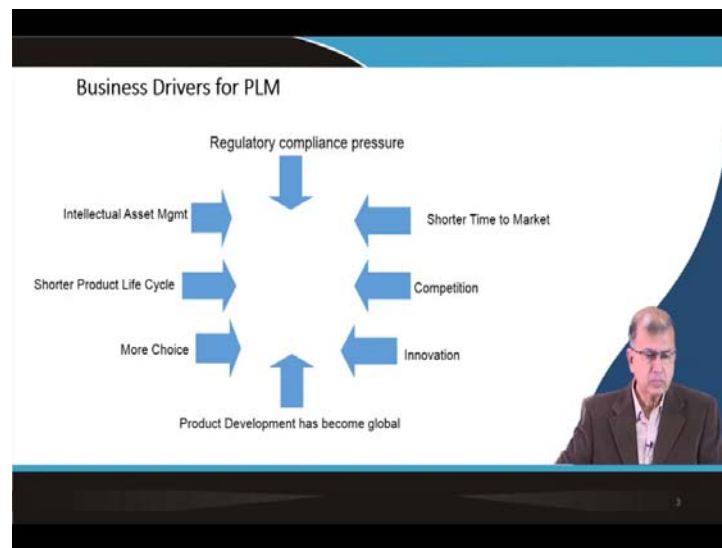 Business Drivers for PLM
Regulatory compliance pressure
Intellectual Asset Mgmt
Shorter Time to Market
Shorter Product Life Cycle
Competition
More Choice
Innovation
Product Development has become global
3